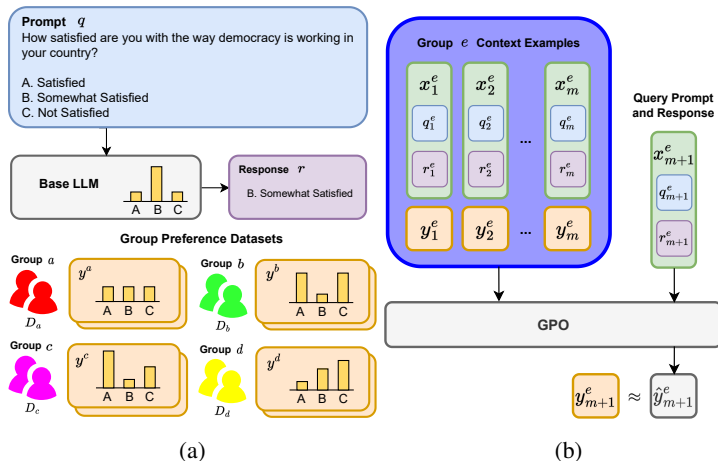 Prompt q
How satisfied are you with the way democracy is working in
your country?
A. Satisfied
B. Somewhat Satisfied
C. Not Satisfied
Base LLM
A B C
Response r
B. Somewhat Satisfied
Group Preference Datasets
Group a
D_a
y^a
A B C
Group b
D_b
y^b
A B C
Group c
D_c
y^c
A B C
Group d
D_d
y^d
A B C
(a)
Group e Context Examples
x_1^e x_2^e x_m^e
q_1^e q_2^e ... q_m^e
r_1^e r_2^e r_m^e
y_1^e y_2^e ... y_m^e
Query Prompt
and Response
x_{m+1}^e
q_{m+1}^e
r_{m+1}^e
GPO
y_{m+1}^e ≈ ŷ_{m+1}^e
(b)